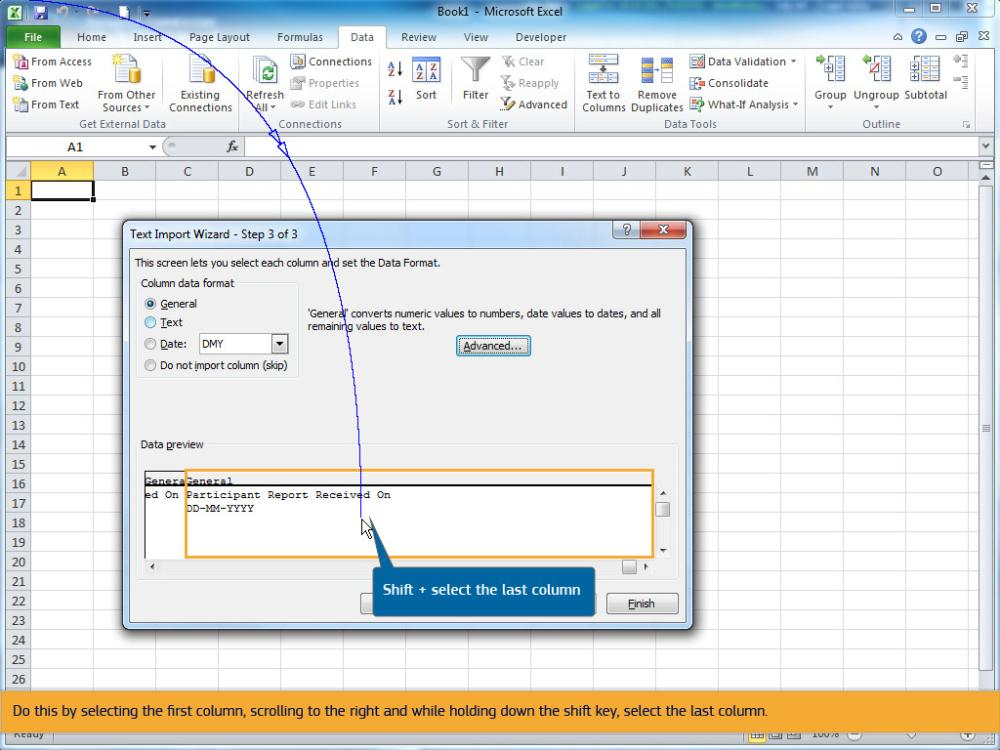 Book1 - Microsoft Excel
File Home Insert Page Layout Formulas Data Review View Developer
From Access
From Web
From Text
From Other Sources
Existing Connections
Get External Data
Refresh All
Connections
Properties
Edit Links
Connections
Sort
Filter
Clear
Reapply
Advanced
Sort & Filter
Text to Columns
Remove Duplicates
Data Validation
Consolidate
What-If Analysis
Data Tools
Group
Ungroup
Subtotal
Outline
A1 fx
A B C D E F G H I J K L M N O
1
2
3
4
5
6
7
8
9
10
11
12
13
14
15
16
17
18
19
20
21
22
23
24
25
26
Text Import Wizard - Step 3 of 3
This screen lets you select each column and set the Data Format.
Column data format
General
Text
Date: DMY
Do not import column (skip)
'General' converts numeric values to numbers, date values to dates, and all
remaining values to text.
Advanced...
Data preview
GeneraGeneral
ed On Participant Report Received On
DD-MM-YYYY
Shift + select the last column
Finish
Do this by selecting the first column, scrolling to the right and while holding down the shift key, select the last column.
Ready 100%